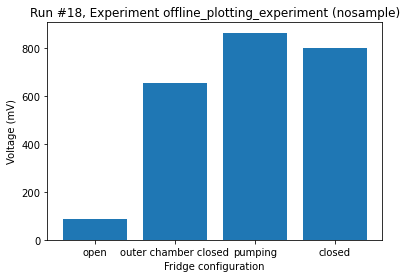 Run #18, Experiment offline_plotting_experiment (nosample)
Voltage (mV)
800
600
400
200
0
open
outer chamber closed
pumping
closed
Fridge configuration